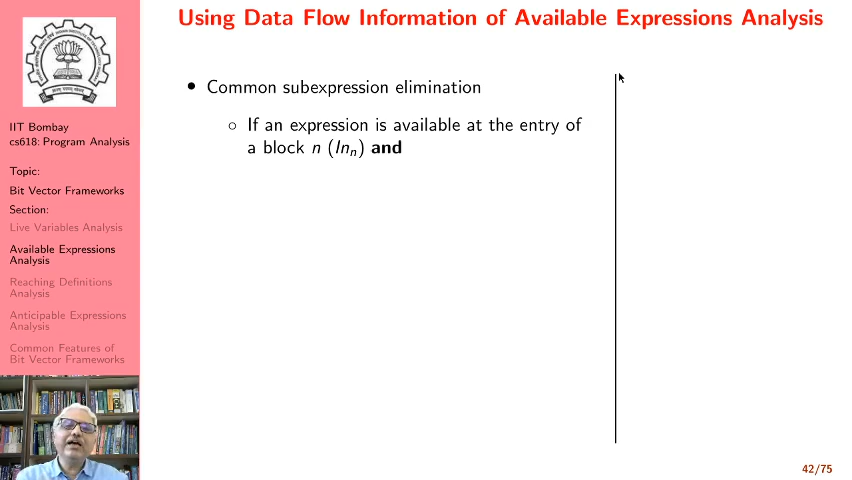 Using Data Flow Information of Available Expressions Analysis
IIT Bombay
cs618: Program Analysis
Topic:
Bit Vector Frameworks
Section:
Live Variables Analysis
Available Expressions
Analysis
Reaching Definitions
Analysis
Anticipable Expressions
Analysis
Common Features of
Bit Vector Frameworks
• Common subexpression elimination
○ If an expression is available at the entry of
a block n (Inₙ) and
42/75